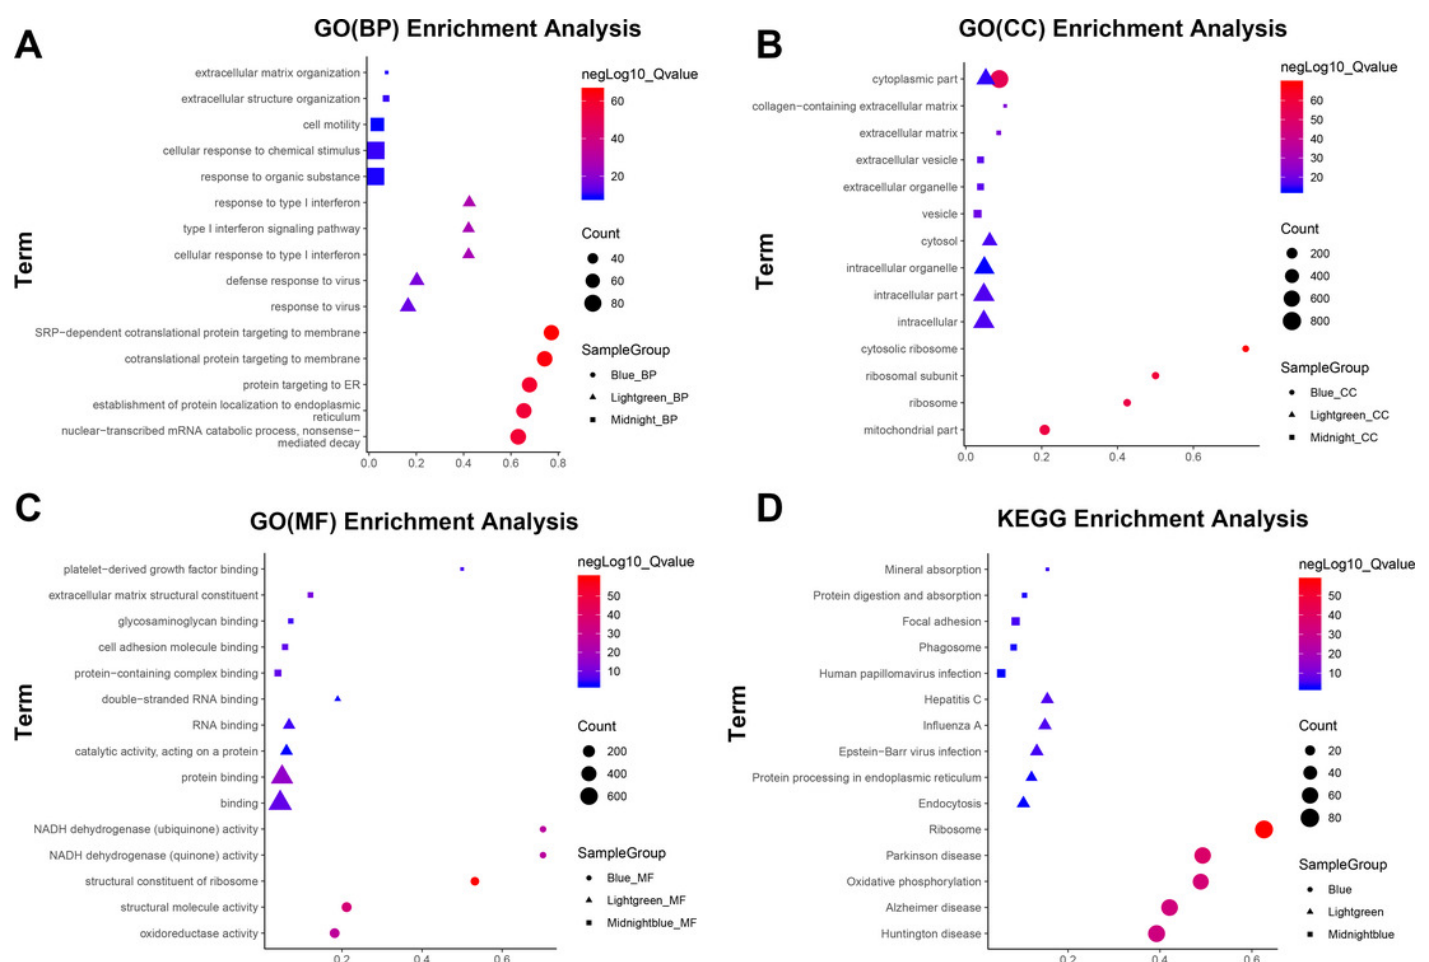 A
GO(BP) Enrichment Analysis
Term
extracellular matrix organization
extracellular structure organization
cell motility
cellular response to chemical stimulus
response to organic substance
response to type I interferon
type I interferon signaling pathway
cellular response to type I interferon
defense response to virus
response to virus
SRP−dependent cotranslational protein targeting to membrane
cotranslational protein targeting to membrane
protein targeting to ER
establishment of protein localization to endoplasmic
reticulum
nuclear−transcribed mRNA catabolic process, nonsense−
mediated decay
0.0 0.2 0.4 0.6 0.8
negLog10_Qvalue
60
40
20
Count
40
60
80
SampleGroup
Blue_BP
Lightgreen_BP
Midnight_BP
B
GO(CC) Enrichment Analysis
Term
cytoplasmic part
collagen−containing extracellular matrix
extracellular matrix
extracellular vesicle
extracellular organelle
vesicle
cytosol
intracellular organelle
intracellular part
intracellular
cytosolic ribosome
ribosomal subunit
ribosome
mitochondrial part
0.0 0.2 0.4 0.6
negLog10_Qvalue
60
50
40
30
20
Count
200
400
600
800
SampleGroup
Blue_CC
Lightgreen_CC
Midnight_CC
C
GO(MF) Enrichment Analysis
Term
platelet−derived growth factor binding
extracellular matrix structural constituent
glycosaminoglycan binding
cell adhesion molecule binding
protein−containing complex binding
double−stranded RNA binding
RNA binding
catalytic activity, acting on a protein
protein binding
binding
NADH dehydrogenase (ubiquinone) activity
NADH dehydrogenase (quinone) activity
structural constituent of ribosome
structural molecule activity
oxidoreductase activity
0.2 0.4 0.6
negLog10_Qvalue
50
40
30
20
10
Count
200
400
600
SampleGroup
Blue_MF
Lightgreen_MF
Midnightblue_MF
D
KEGG Enrichment Analysis
Term
Mineral absorption
Protein digestion and absorption
Focal adhesion
Phagosome
Human papillomavirus infection
Hepatitis C
Influenza A
Epstein−Barr virus infection
Protein processing in endoplasmic reticulum
Endocytosis
Ribosome
Parkinson disease
Oxidative phosphorylation
Alzheimer disease
Huntington disease
0.2 0.4 0.6
negLog10_Qvalue
50
40
30
20
10
Count
20
40
60
80
SampleGroup
Blue
Lightgreen
Midnightblue